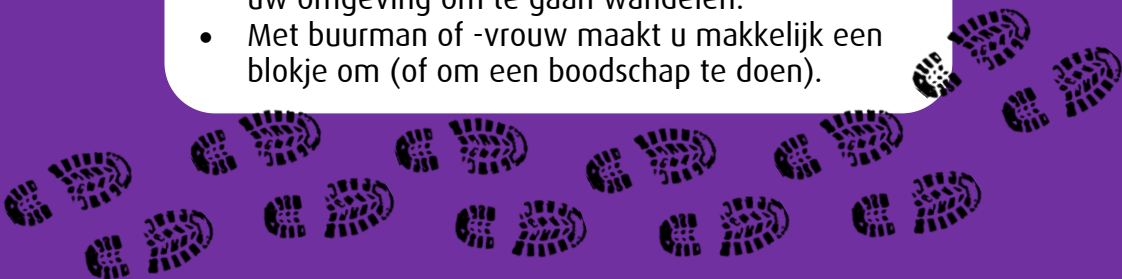 uw omgeving om te gaan wandelen.
• Met buurman of -vrouw maakt u makkelijk een
blokje om (of om een boodschap te doen).